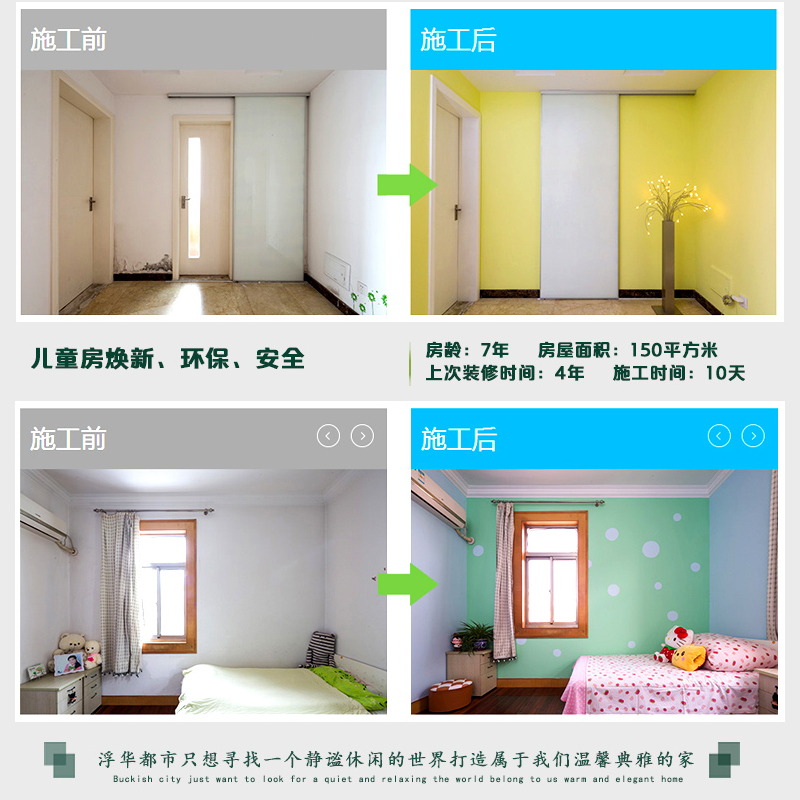 施工前
施工后
儿童房焕新、环保、安全
房龄：7年 房屋面积：150平方米
上次装修时间：4年 施工时间：10天
施工前
施工后
浮华都市只想寻找一个静谧休闲的世界打造属于我们温馨典雅的家
Buckish city just want to look for a quiet and relaxing the world belong to us warm and elegant home